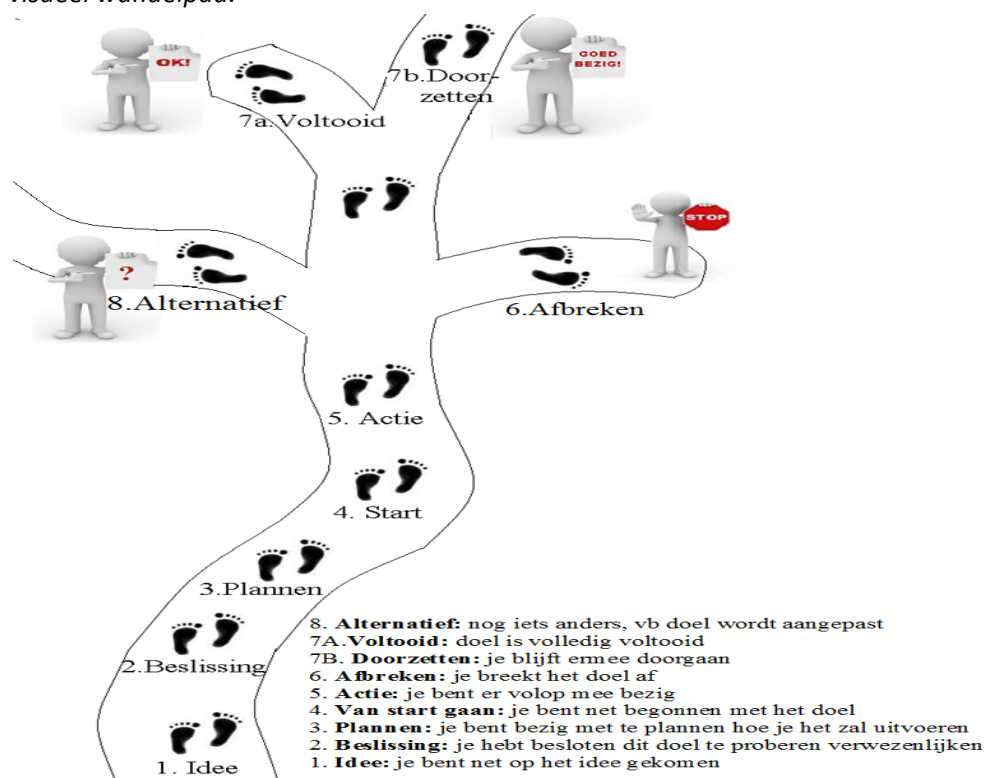 visueel wandelpad:
OK!
GOED
BEZIG!
7b.Door-
zetten
7a.Voltooid
STOP
?
8.Alternatief
6.Afbreken
5. Actie
4. Start
3.Plannen
2.Beslissing
1. Idee
8. Alternatief: nog iets anders, vb doel wordt aangepast
7A.Voltooid: doel is volledig voltooid
7B. Doorzetten: je blijft ermee doorgaan
6. Afbreken: je breekt het doel af
5. Actie: je bent er volop mee bezig
4. Van start gaan: je bent net begonnen met het doel
3. Plannen: je bent bezig met te plannen hoe je het zal uitvoeren
2. Beslissing: je hebt besloten dit doel te proberen verwezenlijken
1. Idee: je bent net op het idee gekomen